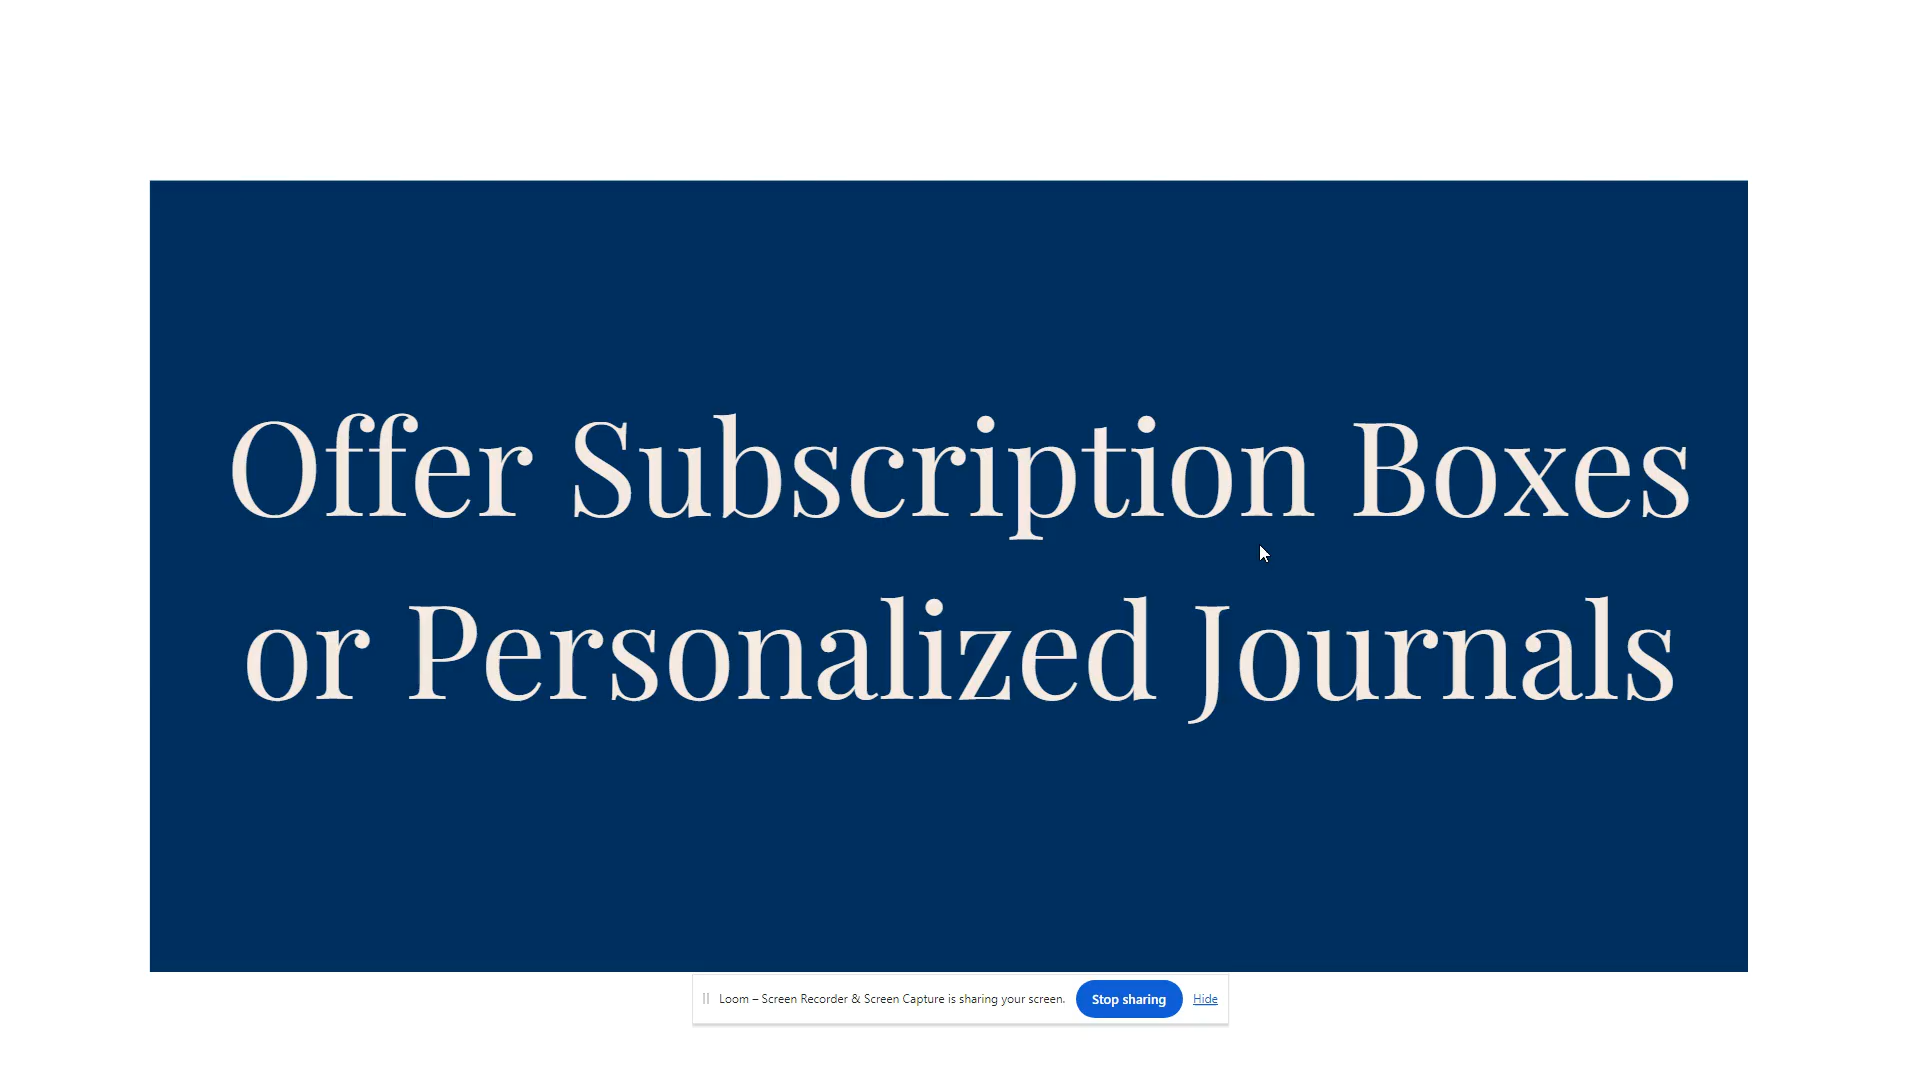 Offer Subscription Boxes
or Personalized Journals
Loom – Screen Recorder & Screen Capture is sharing your screen. Stop sharing Hide